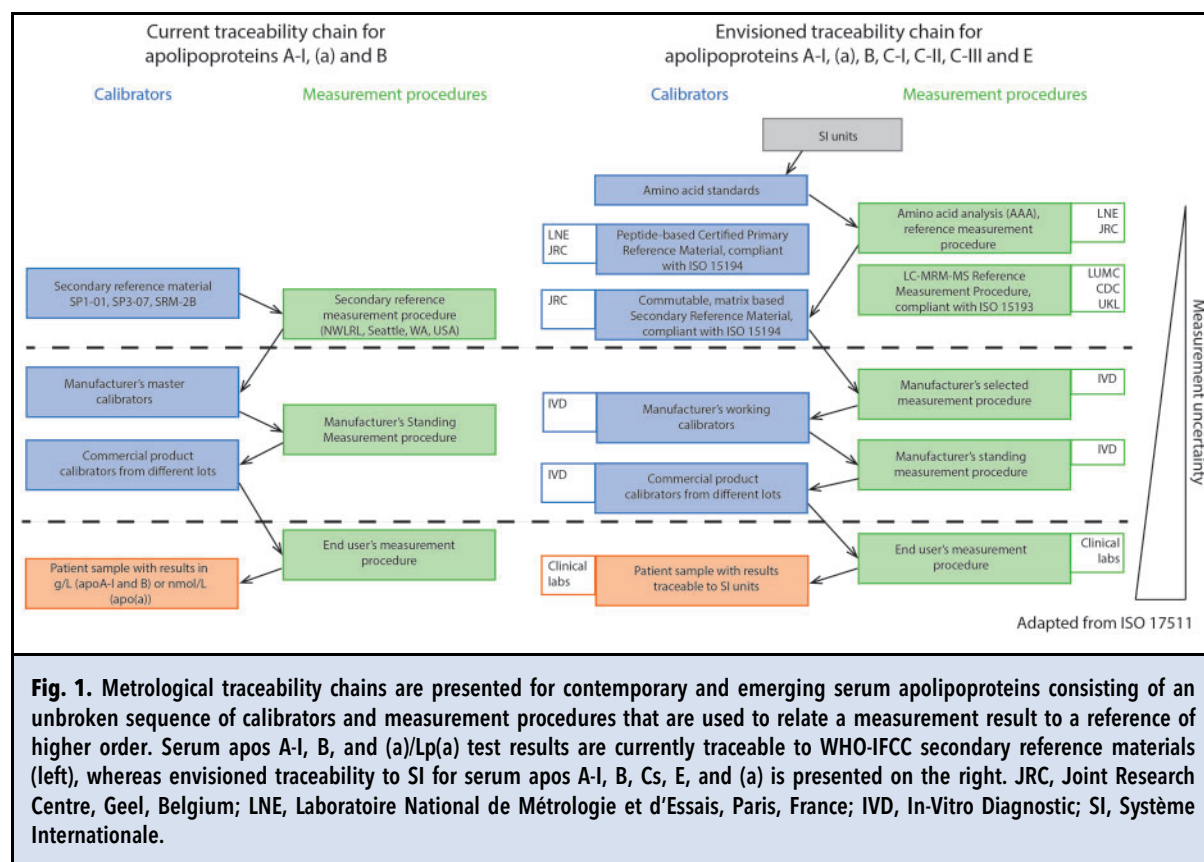 Current traceability chain for
apolipoproteins A-I, (a) and B
Calibrators
Measurement procedures
Secondary reference material
SP1-01, SP3-07, SRM-2B
Secondary reference
measurement procedure
(NWLRL, Seattle, WA, USA)
Manufacturer's master
calibrators
Manufacturer's Standing
Measurement procedure
Commercial product
calibrators from different lots
End user's measurement
procedure
Patient sample with results in
g/L (apoA-I and B) or nmol/L
(apo(a))
Envisioned traceability chain for
apolipoproteins A-I, (a), B, C-I, C-II, C-III and E
Calibrators
Measurement procedures
SI units
Amino acid standards
Amino acid analysis (AAA),
reference measurement
procedure
LNE
JRC
LNE
JRC
Peptide-based Certified Primary
Reference Material, compliant
with ISO 15194
LC-MRM-MS Reference
Measurement Procedure,
compliant with ISO 15193
LUMC
CDC
UKL
JRC
Commutable, matrix based
Secondary Reference Material,
compliant with ISO 15194
Manufacturer's selected
measurement procedure
IVD
IVD
Manufacturer's working
calibrators
Manufacturer's standing
measurement procedure
IVD
IVD
Commercial product
calibrators from different lots
End user's measurement
procedure
Clinical
labs
Clinical
labs
Patient sample with results
traceable to SI units
Measurement uncertainty
Adapted from ISO 17511
Fig. 1. Metrological traceability chains are presented for contemporary and emerging serum apolipoproteins consisting of an
unbroken sequence of calibrators and measurement procedures that are used to relate a measurement result to a reference of
higher order. Serum apos A-I, B, and (a)/Lp(a) test results are currently traceable to WHO-IFCC secondary reference materials
(left), whereas envisioned traceability to SI for serum apos A-I, B, Cs, E, and (a) is presented on the right. JRC, Joint Research
Centre, Geel, Belgium; LNE, Laboratoire National de Métrologie et d'Essais, Paris, France; IVD, In-Vitro Diagnostic; SI, Système
Internationale.